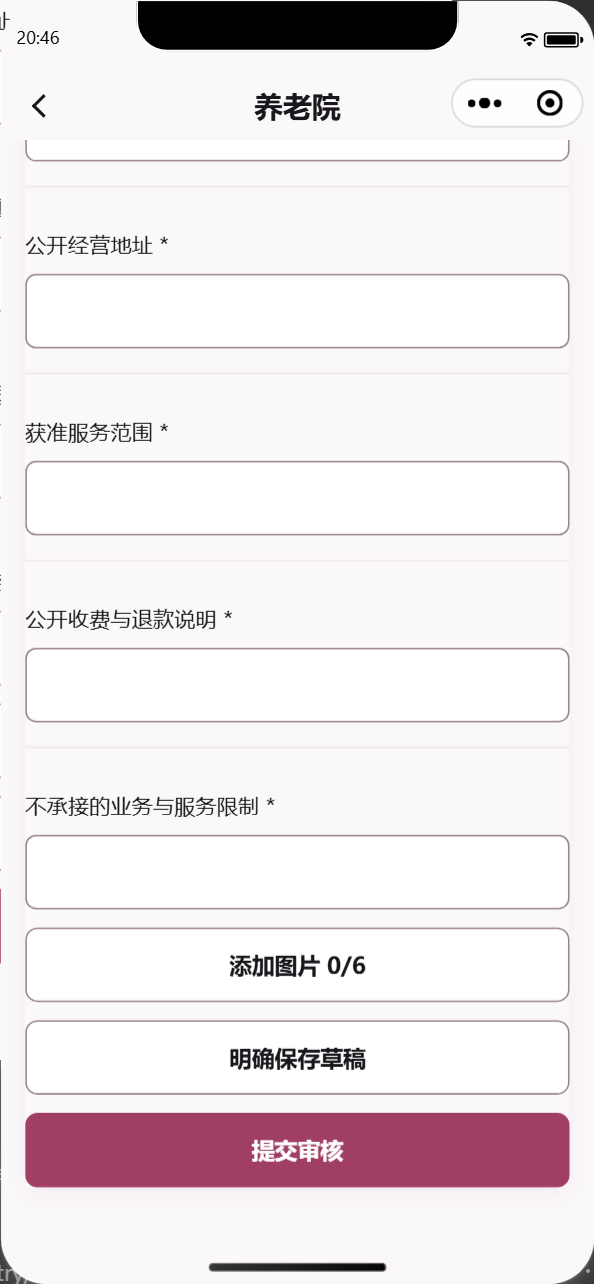 20:46
养老院
公开经营地址 *
获准服务范围 *
公开收费与退款说明 *
不承接的业务与服务限制 *
添加图片 0/6
明确保存草稿
提交审核